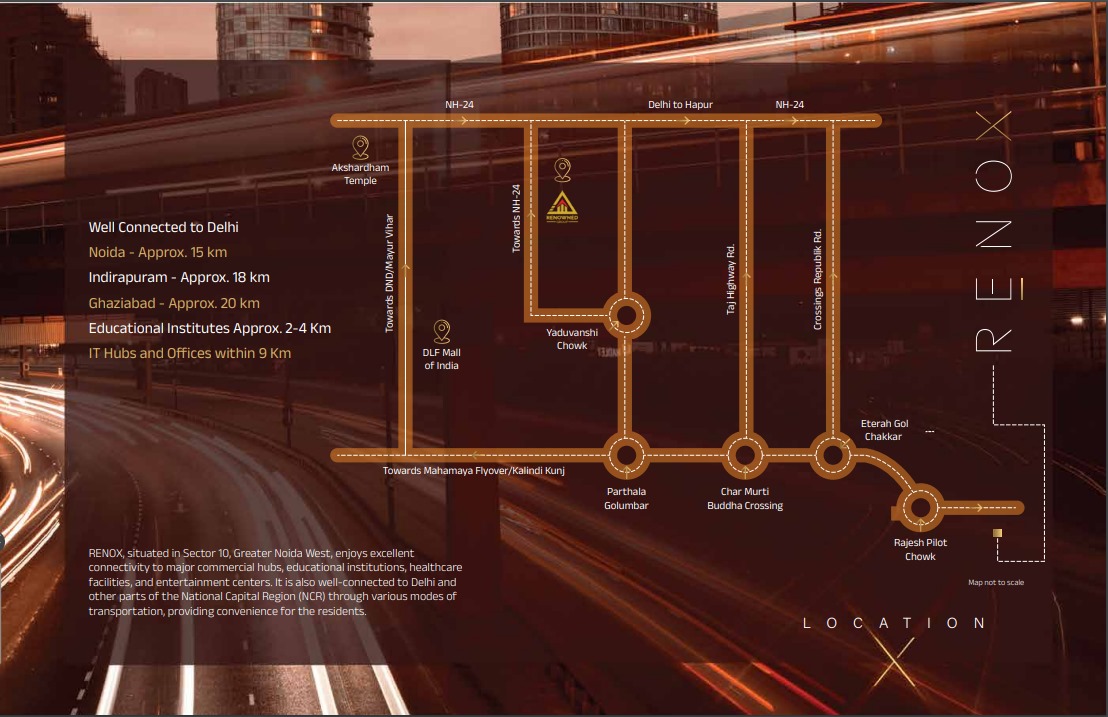 NH-24
Delhi to Hapur
NH-24
Akshardham
Temple
Towards DND/Mayur Vihar
Towards NH-24
RENOWNED
Taj Highway Rd.
Crossings Republik Rd.
RENOX
Well Connected to Delhi
Noida - Approx. 15 km
Indirapuram - Approx. 18 km
Ghaziabad - Approx. 20 km
Educational Institutes Approx. 2-4 Km
IT Hubs and Offices within 9 Km
Yaduvanshi
Chowk
DLF Mall
of India
Eterah Gol
Chakkar
Towards Mahamaya Flyover/Kalindi Kunj
Parthala
Golumbar
Char Murti
Buddha Crossing
Rajesh Pilot
Chowk
Map not to scale
RENOX, situated in Sector 10, Greater Noida West, enjoys excellent
connectivity to major commercial hubs, educational institutions, healthcare
facilities, and entertainment centers. It is also well-connected to Delhi and
other parts of the National Capital Region (NCR) through various modes of
transportation, providing convenience for the residents.
LOCATION
X